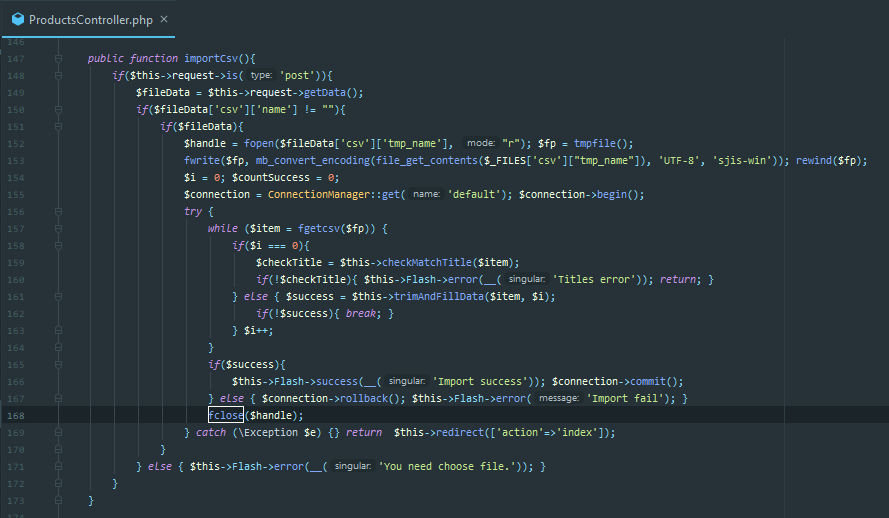 ProductsController.php ×
146
147 public function importCsv(){
148 if($this->request->is( type: 'post')){
149 $fileData = $this->request->getData();
150 if($fileData['csv']['name'] != ""){
151 if($fileData){
152 $handle = fopen($fileData['csv']['tmp_name'], mode: "r"); $fp = tmpfile();
153 fwrite($fp, mb_convert_encoding(file_get_contents($_FILES['csv']["tmp_name"]), 'UTF-8', 'sjis-win')); rewind($fp);
154 $i = 0; $countSuccess = 0;
155 $connection = ConnectionManager::get( name: 'default'); $connection->begin();
156 try {
157 while ($item = fgetcsv($fp)) {
158 if($i === 0){
159 $checkTitle = $this->checkMatchTitle($item);
160 if(!$checkTitle){ $this->Flash->error(__( singular: 'Titles error')); return; }
161 } else { $success = $this->trimAndFillData($item, $i);
162 if(!$success){ break; }
163 } $i++;
164 }
165 if($success){
166 $this->Flash->success(__( singular: 'Import success')); $connection->commit();
167 } else { $connection->rollback(); $this->Flash->error( message: 'Import fail'); }
168 fclose($handle);
169 } catch (\Exception $e) {} return $this->redirect(['action'=>'index']);
170 }
171 } else { $this->Flash->error(__( singular: 'You need choose file.')); }
172 }
173 }
174